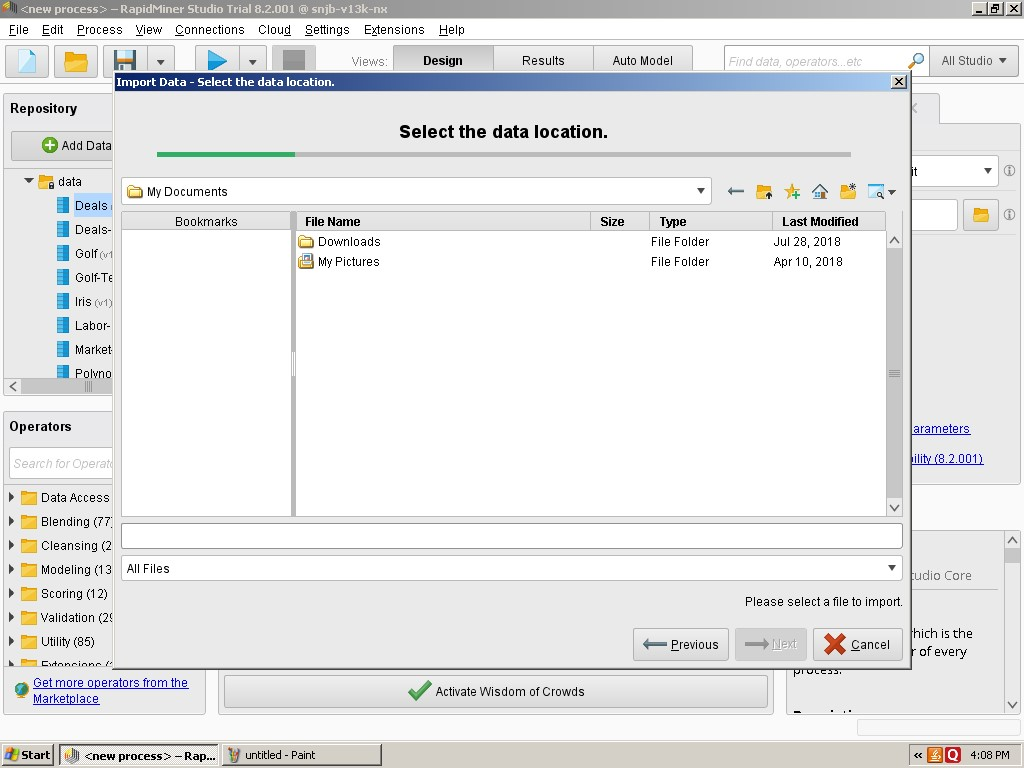 <new process> – RapidMiner Studio Trial 8.2.001 @ snjb-v13k-nx
File Edit Process View Connections Cloud Settings Extensions Help
Views: Design Results Auto Model Find data, operators...etc All Studio
Import Data - Select the data location.
Repository
Select the data location.
Add Data
data
My Documents
Deals
Bookmarks File Name Size Type Last Modified
Deals-
Downloads File Folder Jul 28, 2018
Golf (v1
My Pictures File Folder Apr 10, 2018
Golf-Te
Iris (v1)
Labor-
Market
Polyno
Operators
arameters
Search for Operato
ility (8.2.001)
Data Access
Blending (77
Cleansing (2
Modeling (13
All Files
tudio Core
Scoring (12)
Please select a file to import.
Validation (29
hich is the
Utility (85)
Previous Next Cancel
r of every
Extensions (
process.
Get more operators from the
Marketplace
Activate Wisdom of Crowds
Start <new process> – Rap... untitled - Paint « 4:08 PM